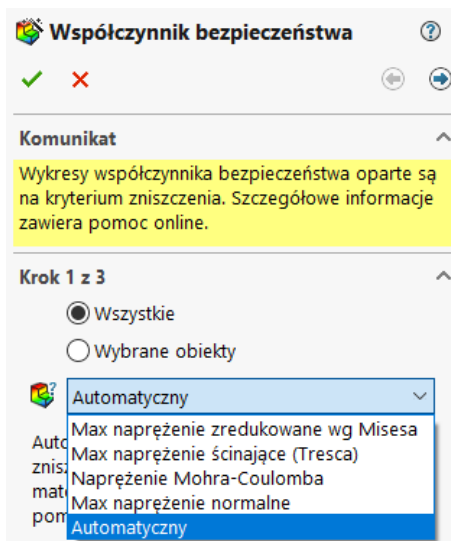 Współczynnik bezpieczeństwa
Komunikat
Wykresy współczynnika bezpieczeństwa oparte są
na kryterium zniszczenia. Szczegółowe informacje
zawiera pomoc online.
Krok 1 z 3
Wszystkie
Wybrane obiekty
Automatyczny
Max naprężenie zredukowane wg Misesa
Max naprężenie ścinające (Tresca)
Naprężenie Mohra-Coulomba
Max naprężenie normalne
Automatyczny